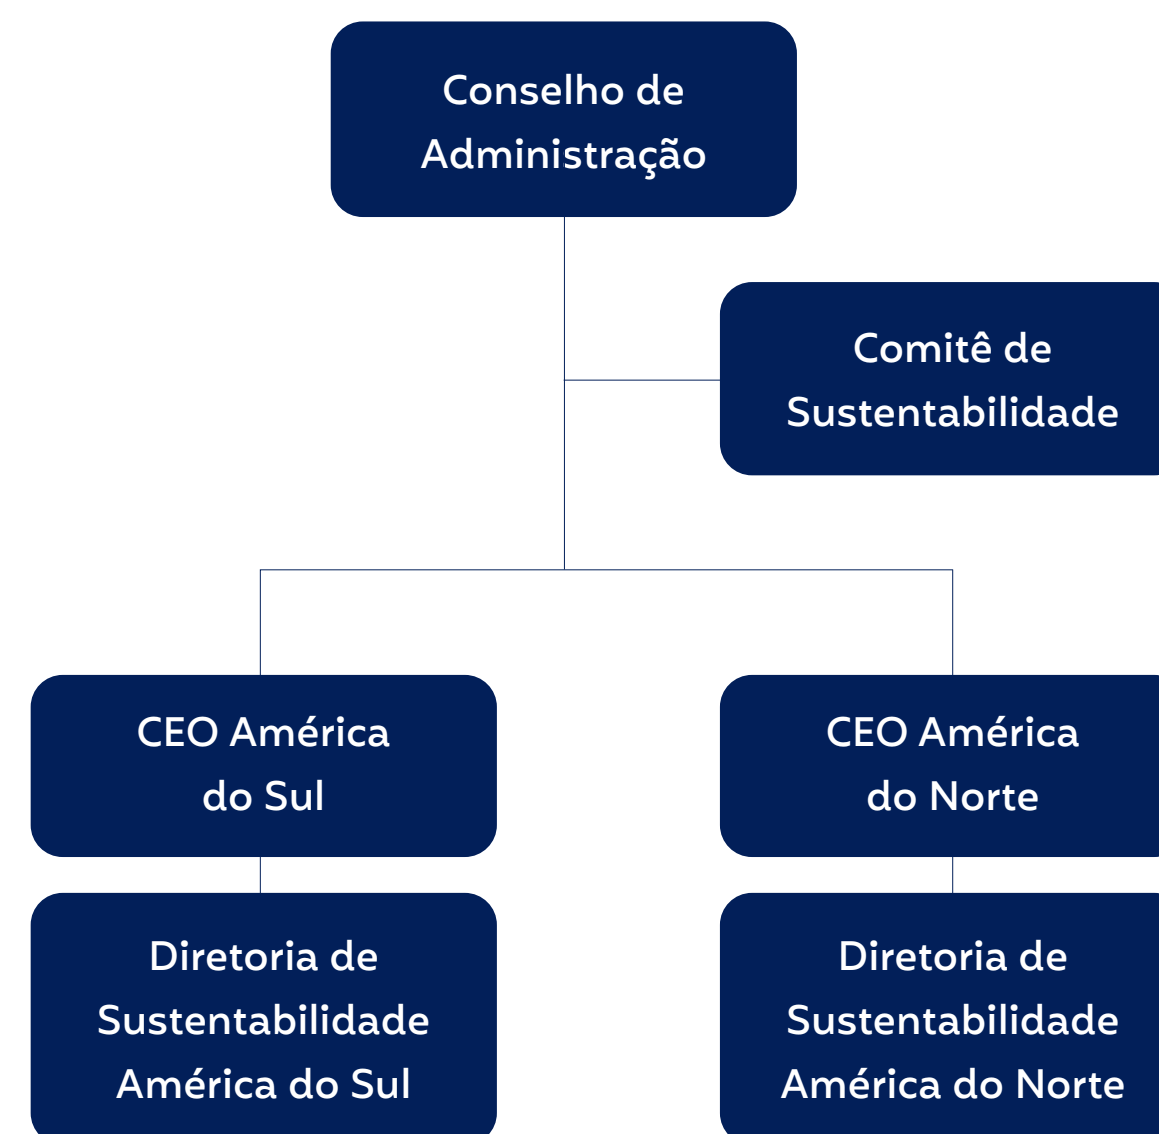 Conselho de
Administração
Comitê de
Sustentabilidade
CEO América
do Sul
CEO América
do Norte
Diretoria de
Sustentabilidade
América do Sul
Diretoria de
Sustentabilidade
América do Norte